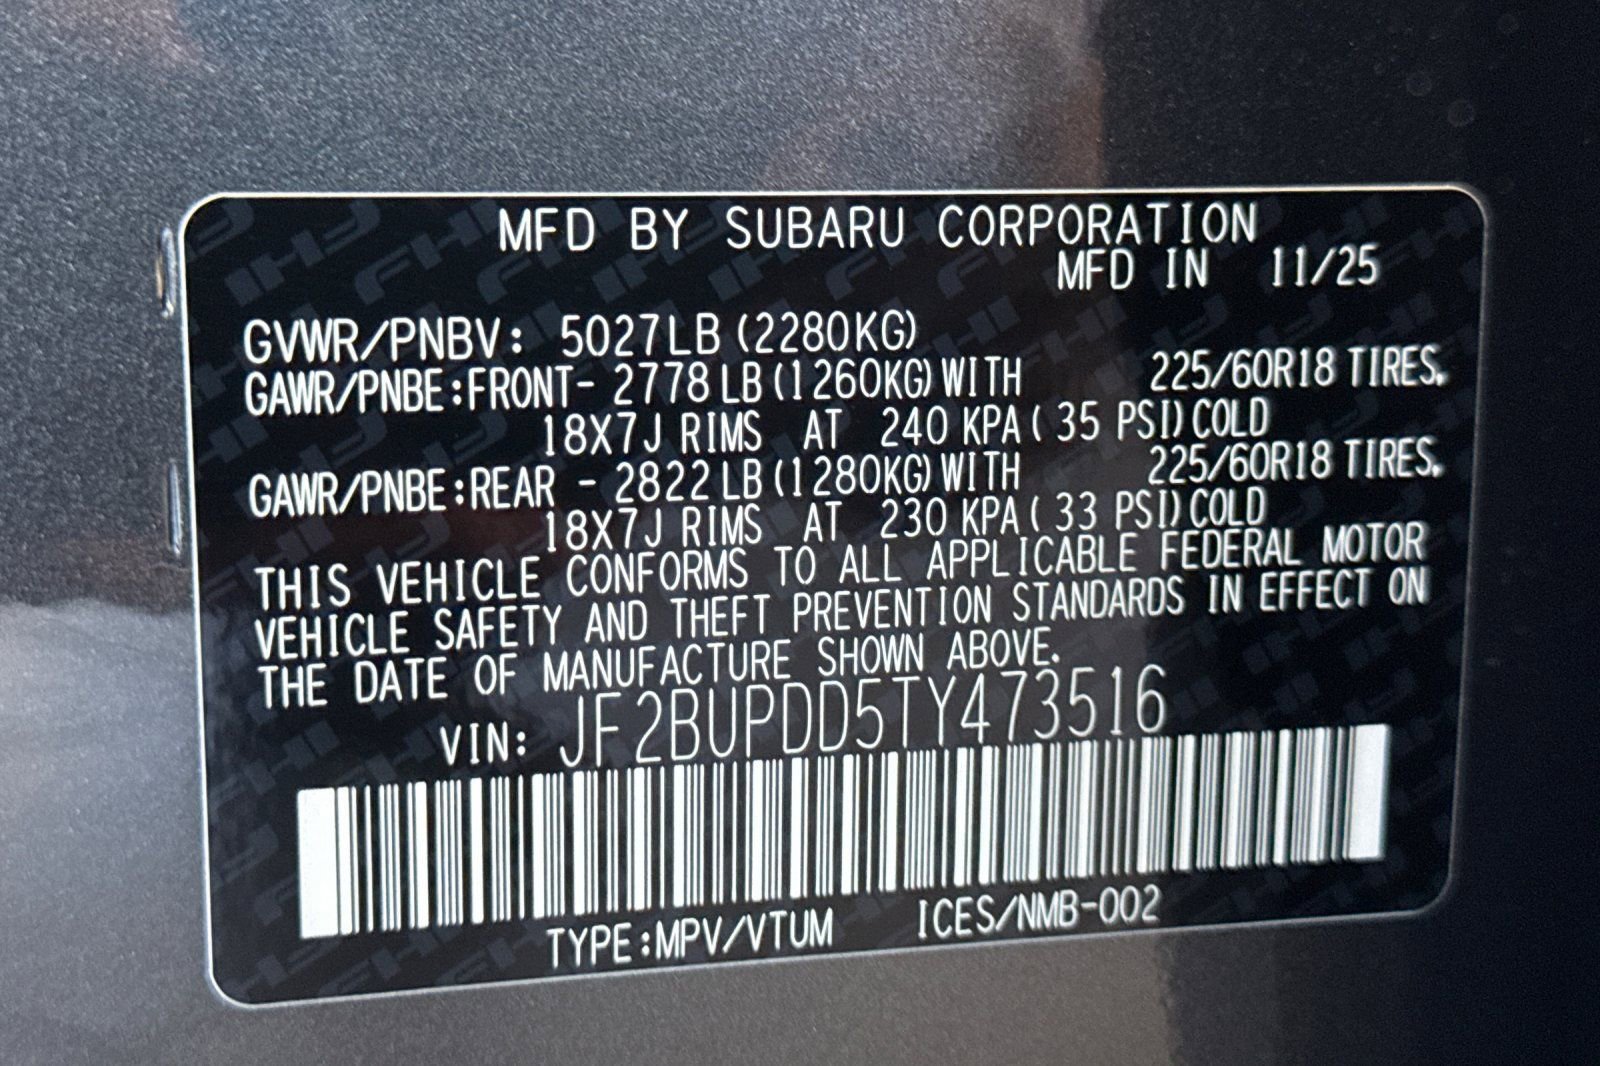 MFD BY SUBARU CORPORATION
MFD IN 11/25
GVWR/PNBV: 5027LB (2280KG)
GAWR/PNBE:FRONT- 2778 LB (1260KG) WITH 225/60R18 TIRES.
18X7J RIMS AT 240 KPA ( 35 PSI) COLD
GAWR/PNBE:REAR - 2822 LB (1280KG) WITH 225/60R18 TIRES.
18X7J RIMS AT 230 KPA ( 33 PSI) COLD
THIS VEHICLE CONFORMS TO ALL APPLICABLE FEDERAL MOTOR
VEHICLE SAFETY AND THEFT PREVENTION STANDARDS IN EFFECT ON
THE DATE OF MANUFACTURE SHOWN ABOVE.
VIN: JF2BUPDD5TY473516
TYPE:MPV/VTUM ICES/NMB-002